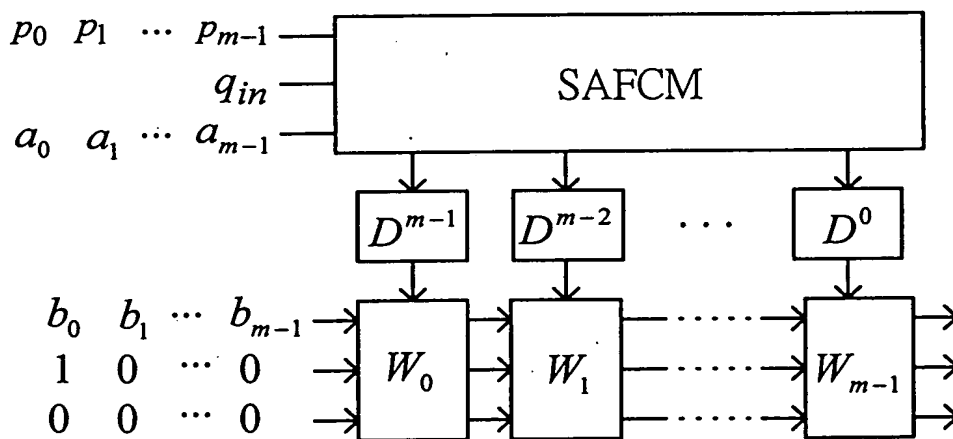 p₀ p₁ ⋯ pₘ₋₁
qᵢₙ
SAFCM
a₀ a₁ ⋯ aₘ₋₁
Dᵐ⁻¹ Dᵐ⁻² ⋯ D⁰
b₀ b₁ ⋯ bₘ₋₁
1 0 ⋯ 0
W₀ W₁ Wₘ₋₁
0 0 ⋯ 0